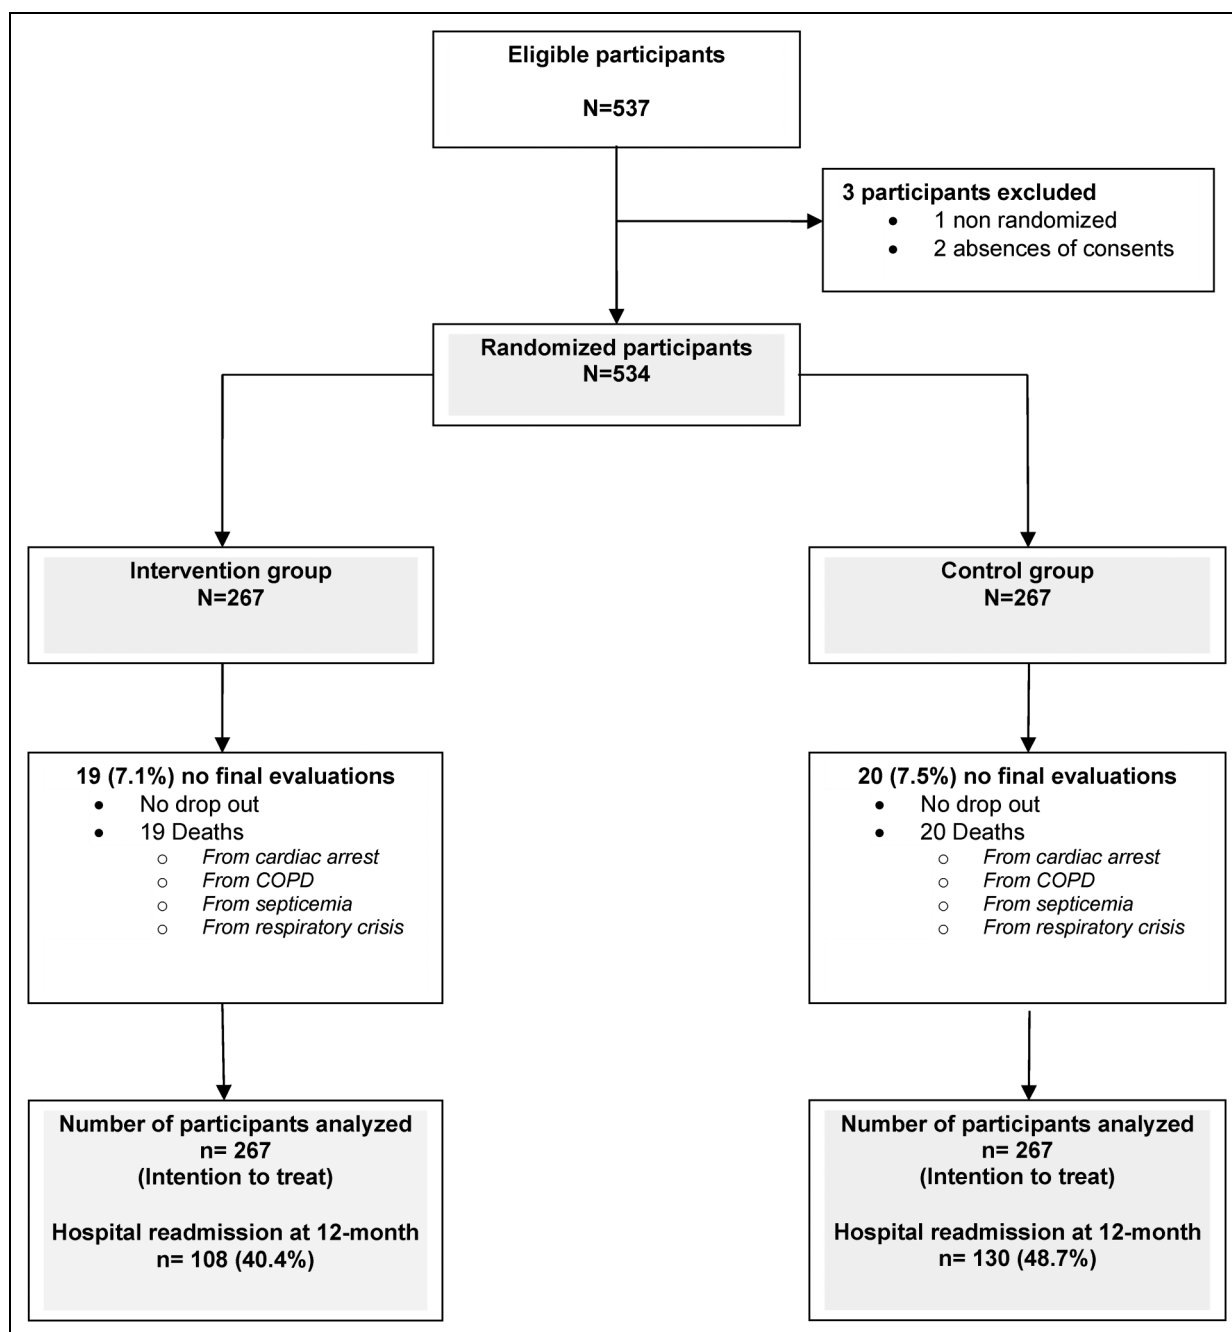 Eligible participants
N=537
3 participants excluded
• 1 non randomized
• 2 absences of consents
Randomized participants
N=534
Intervention group
N=267
Control group
N=267
19 (7.1%) no final evaluations
• No drop out
• 19 Deaths
o From cardiac arrest
o From COPD
o From septicemia
o From respiratory crisis
20 (7.5%) no final evaluations
• No drop out
• 20 Deaths
o From cardiac arrest
o From COPD
o From septicemia
o From respiratory crisis
Number of participants analyzed
n= 267
(Intention to treat)
Hospital readmission at 12-month
n= 108 (40.4%)
Number of participants analyzed
n= 267
(Intention to treat)
Hospital readmission at 12-month
n= 130 (48.7%)